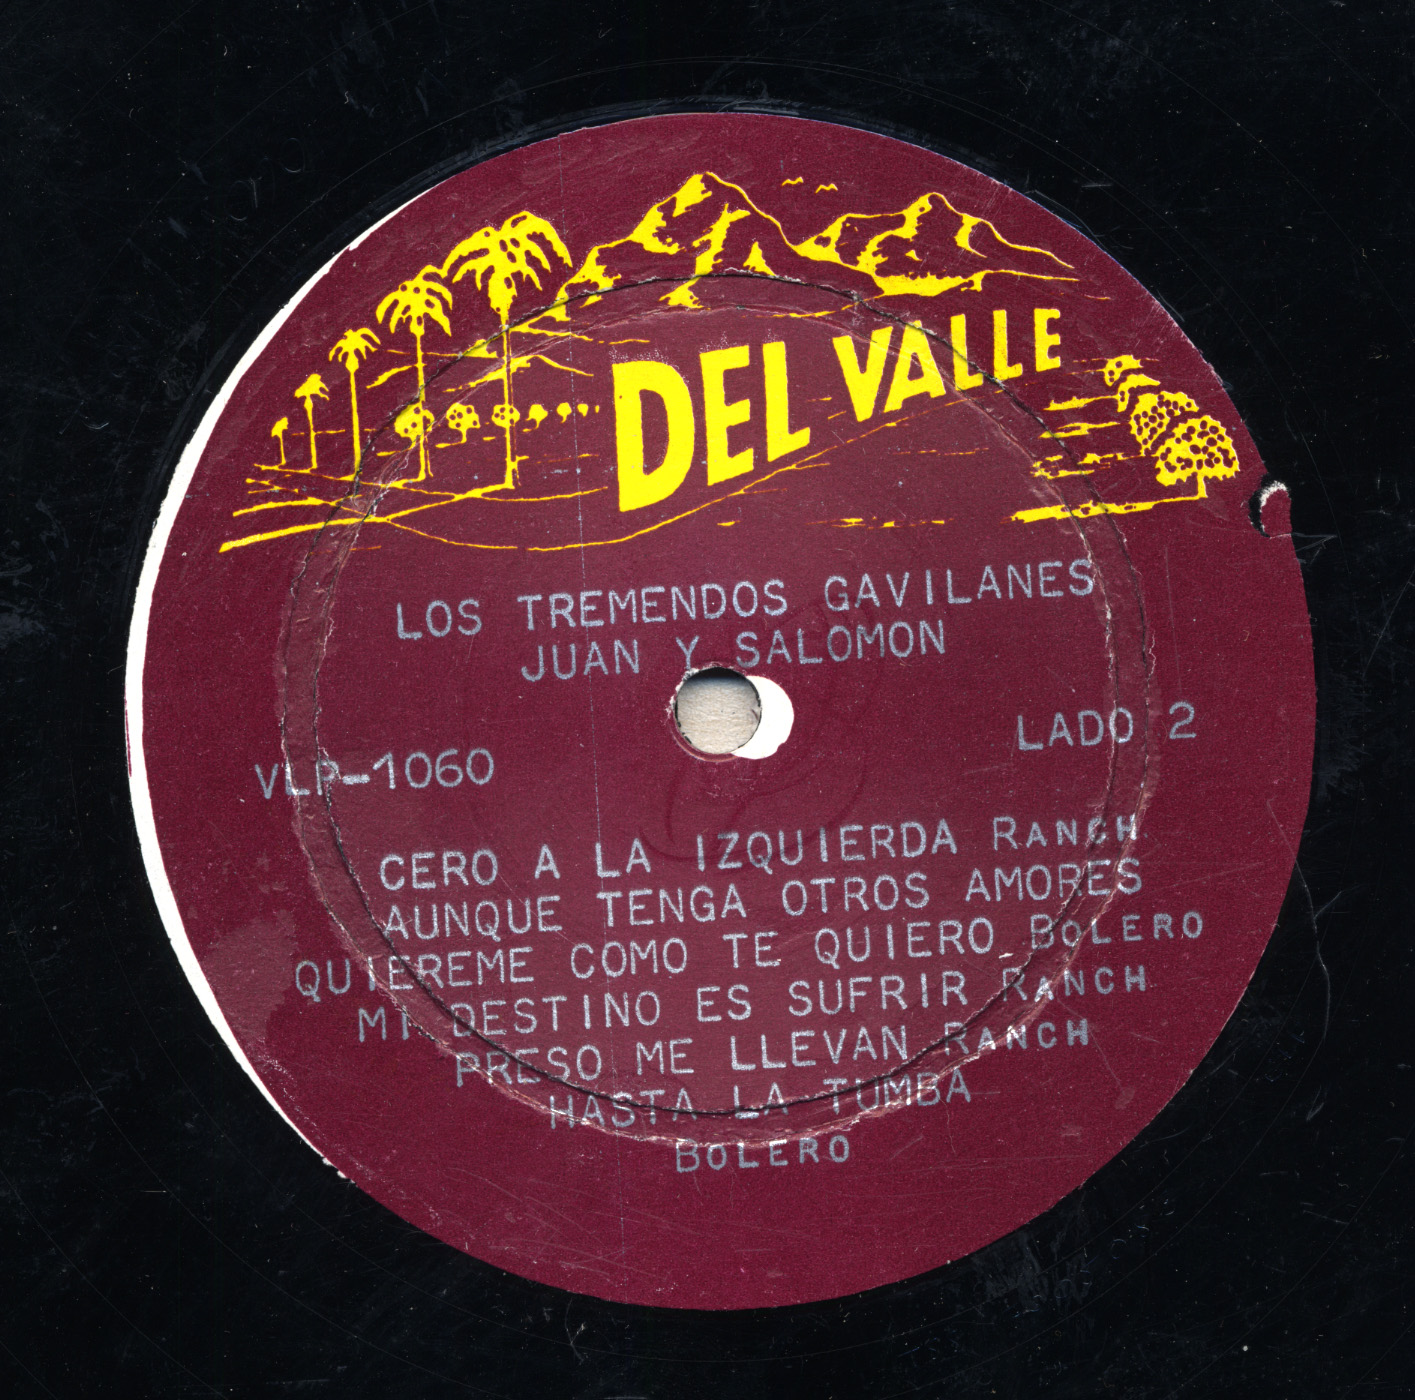 DEL VALLE
LOS TREMENDOS GAVILANES
JUAN Y SALOMON
LADO 2
VLP-1060
CERO A LA IZQUIERDA RANCH
AUNQUE TENGA OTROS AMORES
QUIEREME COMO TE QUIERO BOLERO
MI DESTINO ES SUFRIR RANCH
PRESO ME LLEVAN RANCH
HASTA LA TUMBA
BOLERO